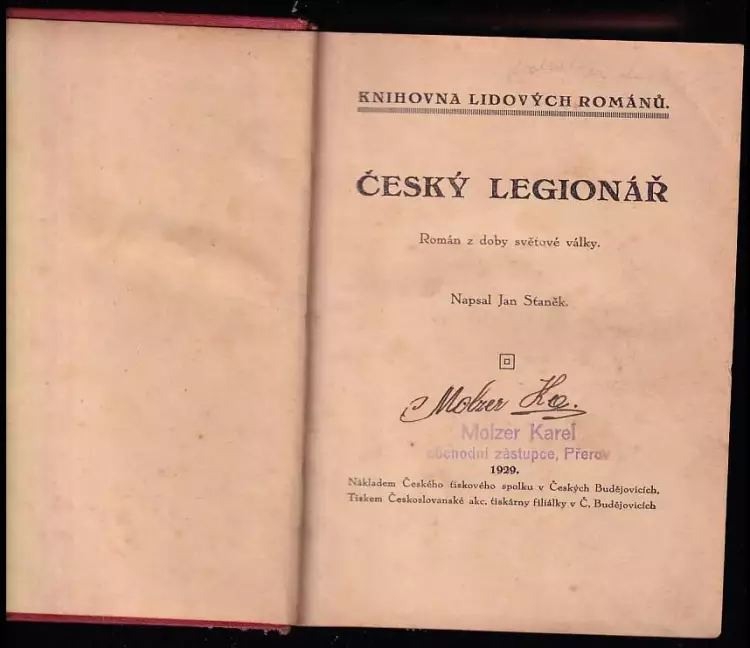 KNIHOVNA LIDOVÝCH ROMÁNŮ.
ČESKÝ LEGIONÁŘ
Román z doby světové války.
Napsal Jan Staněk.
Molzer Ka.
Molzer Karel
obchodní zástupce, Přerov
1929.
Nákladem Českého tiskového spolku v Českých Budějovicích.
Tiskem Československé akc. tiskárny filiálky v Č. Budějovicích